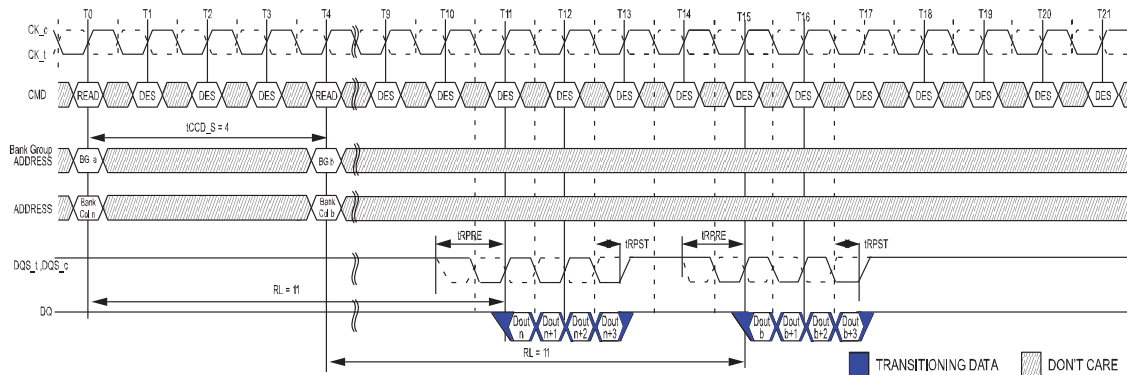 T0 T1 T2 T3 T4 T9 T10 T11 T12 T13 T14 T15 T16 T17 T18 T19 T20 T21
CK_c
CK_t
CMD READ DES DES DES READ DES DES DES DES DES DES DES DES DES DES DES DES DES
tCCD_S = 4
Bank Group
ADDRESS BG a BG b
ADDRESS Bank Col n Bank Col b
tRPRE tRPST tRPRE tRPST
DQS_t ,DQS_c
RL = 11
DQ Dout n Dout n+1 Dout n+2 Dout n+3 Dout b Dout b+1 Dout b+2 Dout b+3
RL = 11
TRANSITIONING DATA DON'T CARE